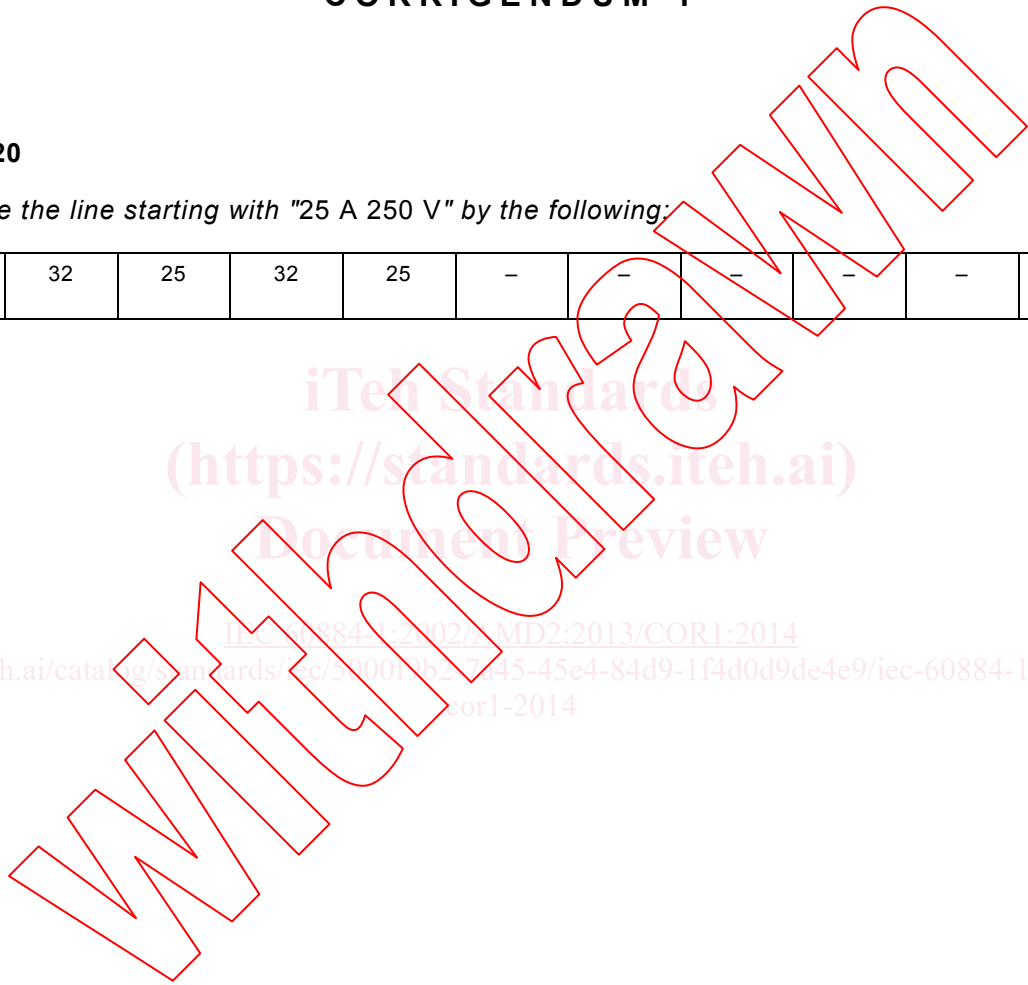 CORRIGENDUM 1
20
e the line starting with "25 A 250 V" by the following:
32 25 32 25 – – – – –
iTeh Standards
(https://standards.iteh.ai)
Document Preview
IEC 60884-1:2002/AMD2:2013/COR1:2014
h.ai/catalog/standards/iec/ 45-45e4-84d9-1f4d0d9de4e9/iec-60884-1
cor1-2014
withdrawn